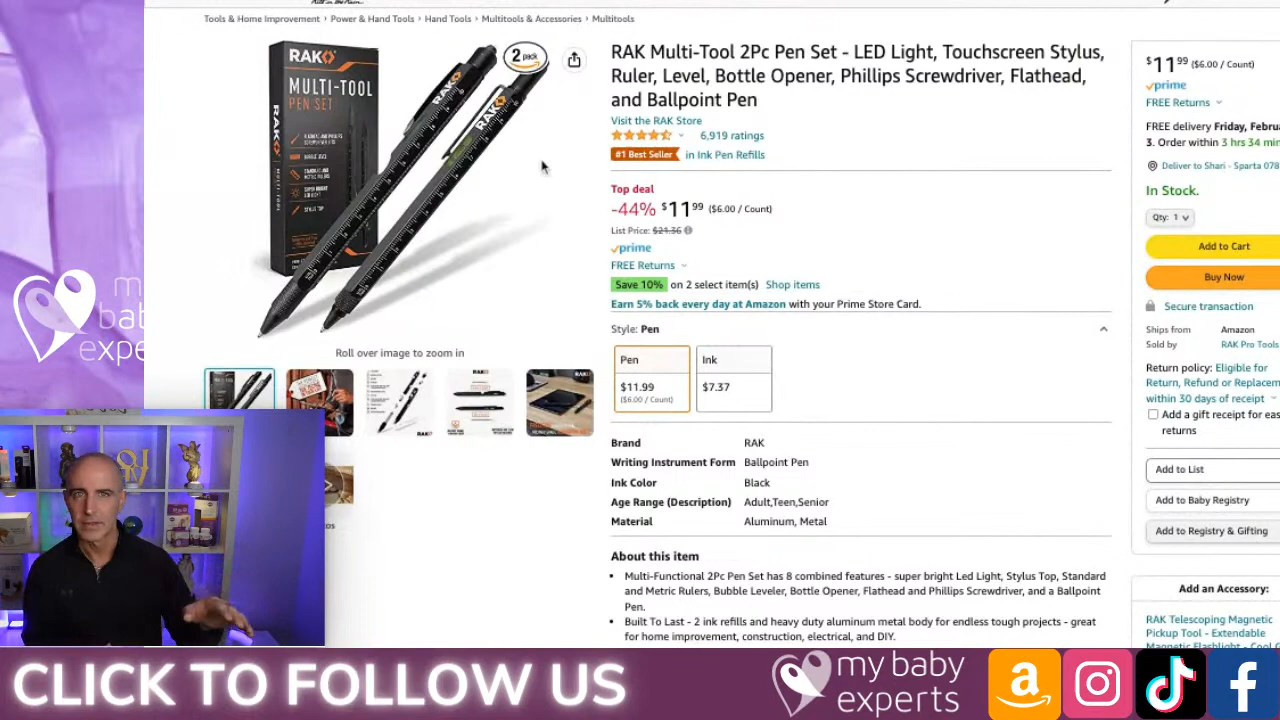 Tools & Home Improvement › Power & Hand Tools › Hand Tools › Multitools & Accessories › Multitools
RAK
MULTI-TOOL
PEN SET
MULTI-TOOL
RAK
RAK
2 pack
Roll over image to zoom in
RAK Multi-Tool 2Pc Pen Set - LED Light, Touchscreen Stylus,
Ruler, Level, Bottle Opener, Phillips Screwdriver, Flathead,
and Ballpoint Pen
Visit the RAK Store
6,919 ratings
#1 Best Seller in Ink Pen Refills
Top deal
-44% $11 99 ($6.00 / Count)
List Price: $21.36
prime
FREE Returns
Save 10% on 2 select item(s) Shop items
Earn 5% back every day at Amazon with your Prime Store Card.
Style: Pen
Pen
$11.99
($6.00 / Count)
Ink
$7.37
Brand RAK
Writing Instrument Form Ballpoint Pen
Ink Color Black
Age Range (Description) Adult,Teen,Senior
Material Aluminum, Metal
About this item
Multi-Functional 2Pc Pen Set has 8 combined features - super bright Led Light, Stylus Top, Standard
and Metric Rulers, Bubble Leveler, Bottle Opener, Flathead and Phillips Screwdriver, and a Ballpoint
Pen.
Built To Last - 2 ink refills and heavy duty aluminum metal body for endless tough projects - great
for home improvement, construction, electrical, and DIY.
$11 99 ($6.00 / Count)
prime
FREE Returns
FREE delivery Friday, Febru
3. Order within 3 hrs 34 min
Deliver to Shari - Sparta 078
In Stock.
Qty: 1
Add to Cart
Buy Now
Secure transaction
Ships from Amazon
Sold by RAK Pro Tools
Return policy: Eligible for
Return, Refund or Replacem
within 30 days of receipt
Add a gift receipt for eas
returns
Add to List
Add to Baby Registry
Add to Registry & Gifting
Add an Accessory:
RAK Telescoping Magnetic
Pickup Tool - Extendable
Magnetic Flashlight - Cool G
CLICK TO FOLLOW US
my baby
experts